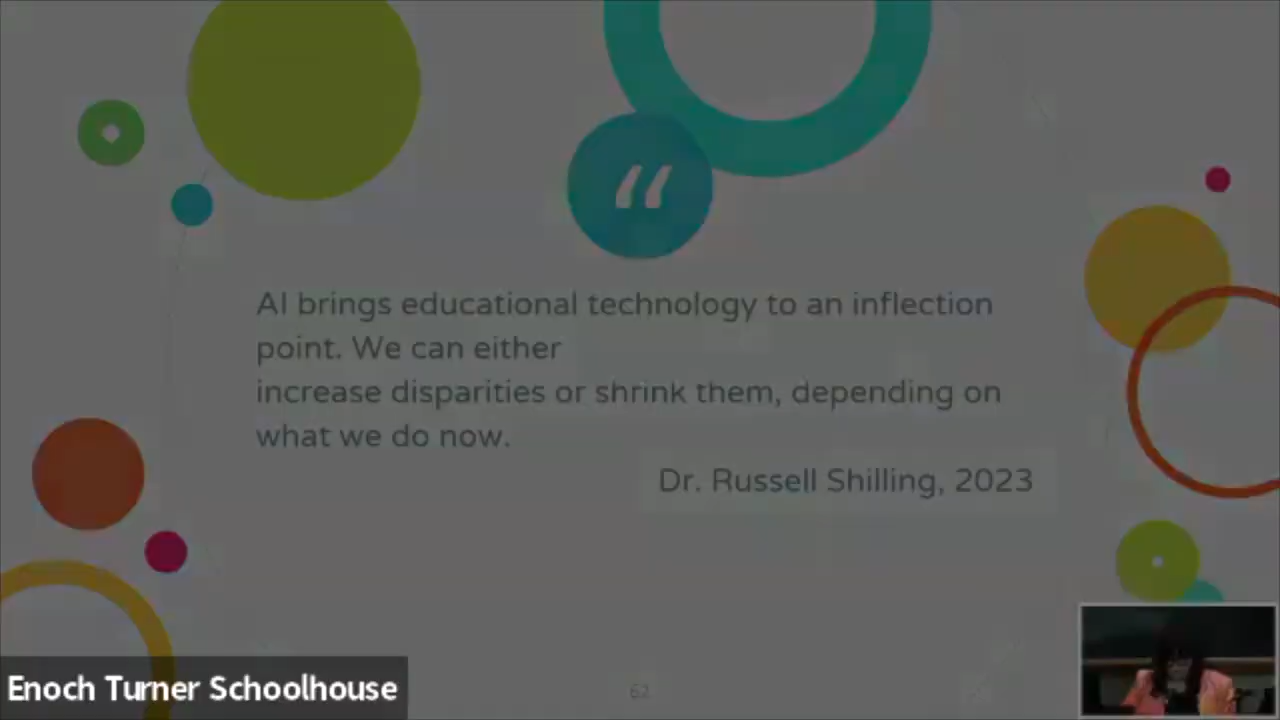 “
AI brings educational technology to an inflection
point. We can either
increase disparities or shrink them, depending on
what we do now.
Dr. Russell Shilling, 2023
Enoch Turner Schoolhouse
62